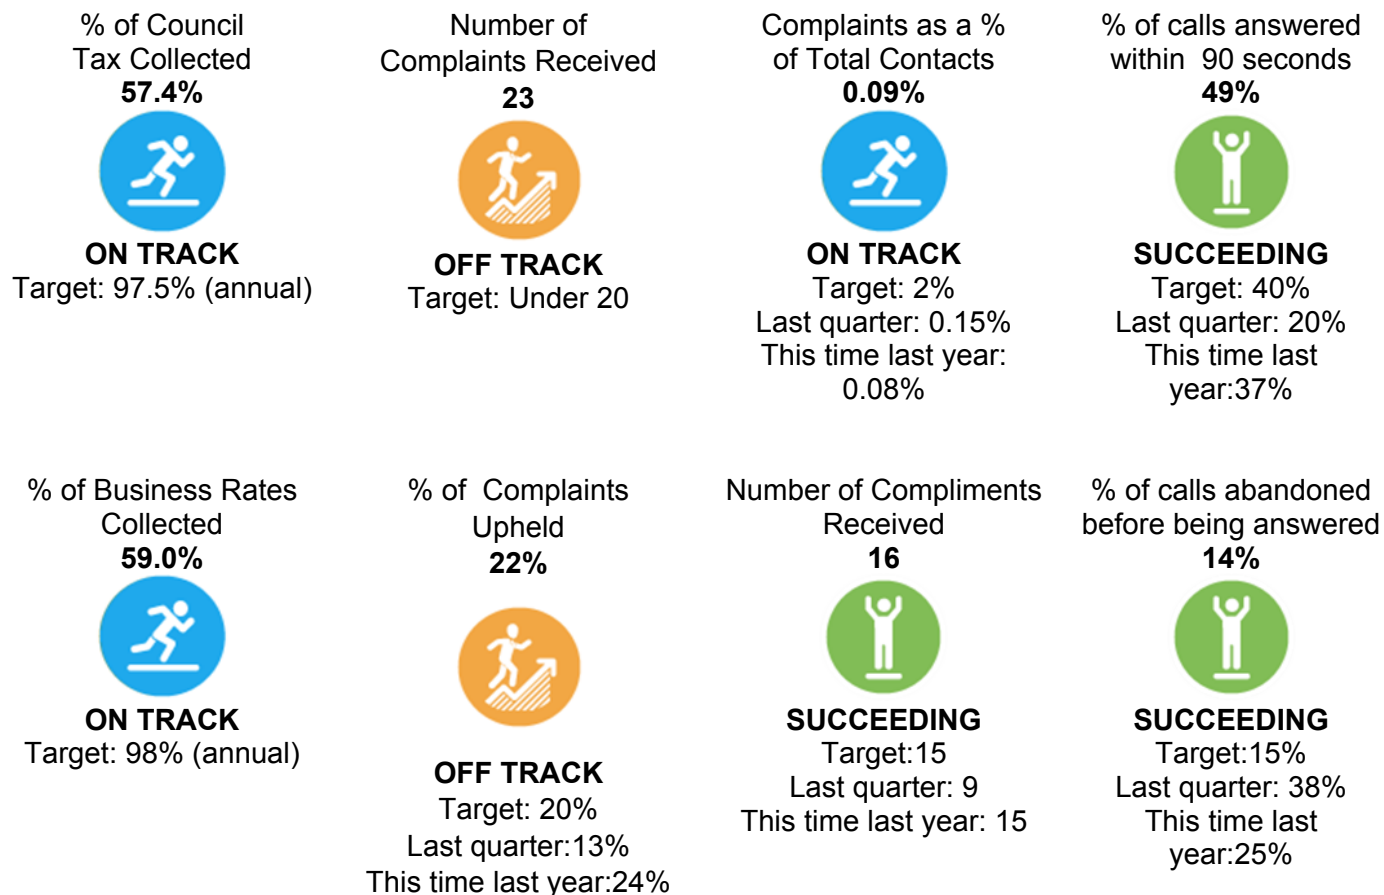 % of Council
Tax Collected
57.4%
ON TRACK
Target: 97.5% (annual)
Number of
Complaints Received
23
OFF TRACK
Target: Under 20
Complaints as a %
of Total Contacts
0.09%
ON TRACK
Target: 2%
Last quarter: 0.15%
This time last year:
0.08%
% of calls answered
within 90 seconds
49%
SUCCEEDING
Target: 40%
Last quarter: 20%
This time last
year:37%
% of Business Rates
Collected
59.0%
ON TRACK
Target: 98% (annual)
% of Complaints
Upheld
22%
OFF TRACK
Target: 20%
Last quarter:13%
This time last year:24%
Number of Compliments
Received
16
SUCCEEDING
Target:15
Last quarter: 9
This time last year: 15
% of calls abandoned
before being answered
14%
SUCCEEDING
Target:15%
Last quarter: 38%
This time last
year:25%